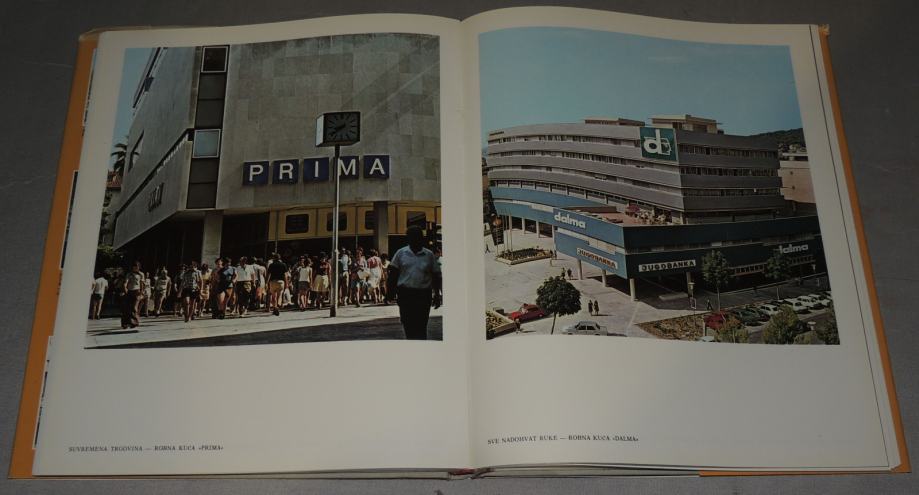 PRIMA
SUVREMENA TRGOVINA — ROBNA KUĆA «PRIMA»
d
dalma
JUGOBANKA
JUGOBANKA
dalma
SVE NADOHVAT RUKE — ROBNA KUĆA «DALMA»